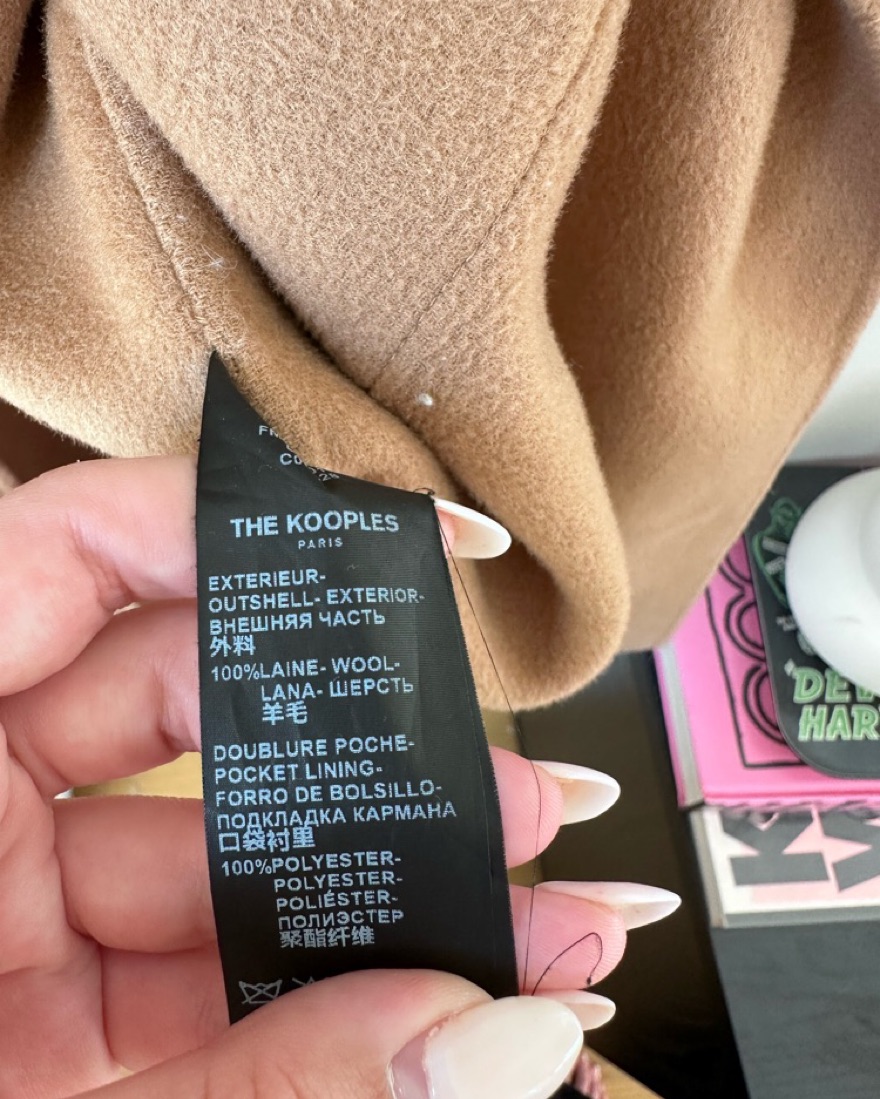 THE KOOPLES
PARIS
EXTERIEUR-
OUTSHELL- EXTERIOR-
ВНЕШНЯЯ ЧАСТЬ
外料
100%LAINE- WOOL-
LANA- ШЕРСТЬ
羊毛
DOUBLURE POCHE-
POCKET LINING-
FORRO DE BOLSILLO-
ПОДКЛАДКА КАРМАНА
口袋衬里
100%POLYESTER-
POLYESTER-
POLIÉSTER-
ПОЛИЭСТЕР
聚酯纤维